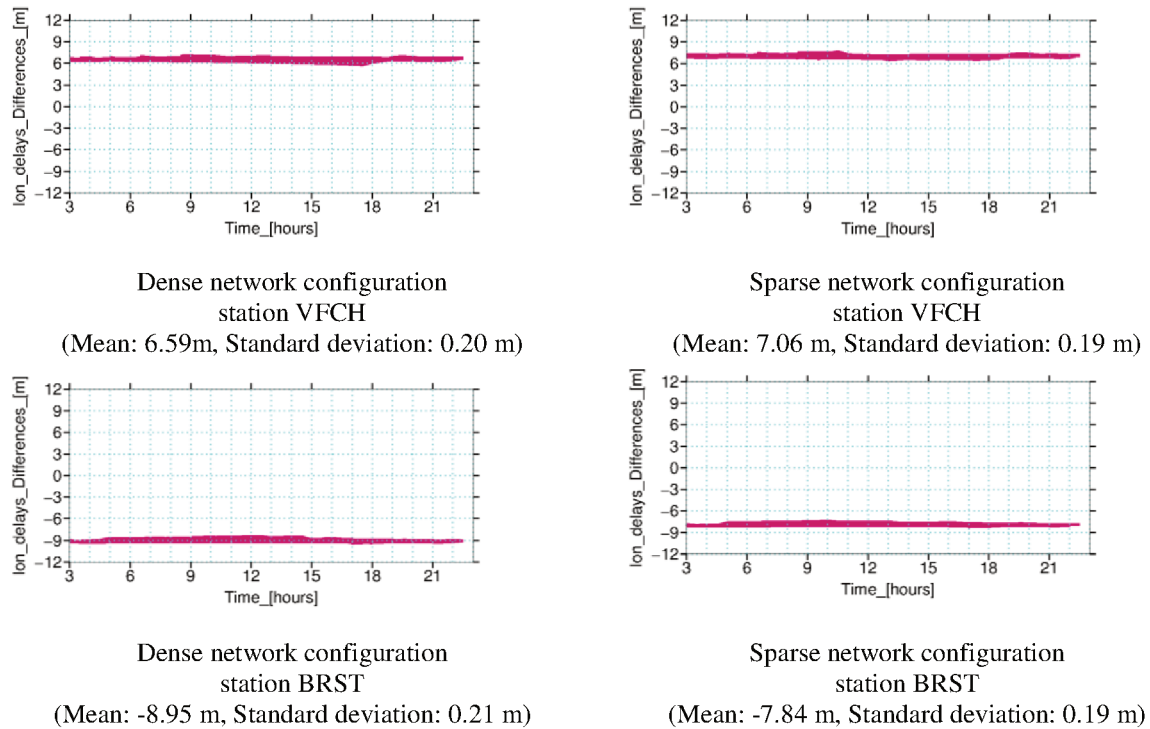 Ion_delays_Differences_[m]
12
9
6
3
0
−3
−6
−9
−12
3 6 9 12 15 18 21
Time_[hours]
Dense network configuration
station VFCH
(Mean: 6.59m, Standard deviation: 0.20 m)
Ion_delays_Differences_[m]
12
9
6
3
0
−3
−6
−9
−12
3 6 9 12 15 18 21
Time_[hours]
Sparse network configuration
station VFCH
(Mean: 7.06 m, Standard deviation: 0.19 m)
Ion_delays_Differences_[m]
12
9
6
3
0
−3
−6
−9
−12
3 6 9 12 15 18 21
Time_[hours]
Dense network configuration
station BRST
(Mean: -8.95 m, Standard deviation: 0.21 m)
Ion_delays_Differences_[m]
12
9
6
3
0
−3
−6
−9
−12
3 6 9 12 15 18 21
Time_[hours]
Sparse network configuration
station BRST
(Mean: -7.84 m, Standard deviation: 0.19 m)